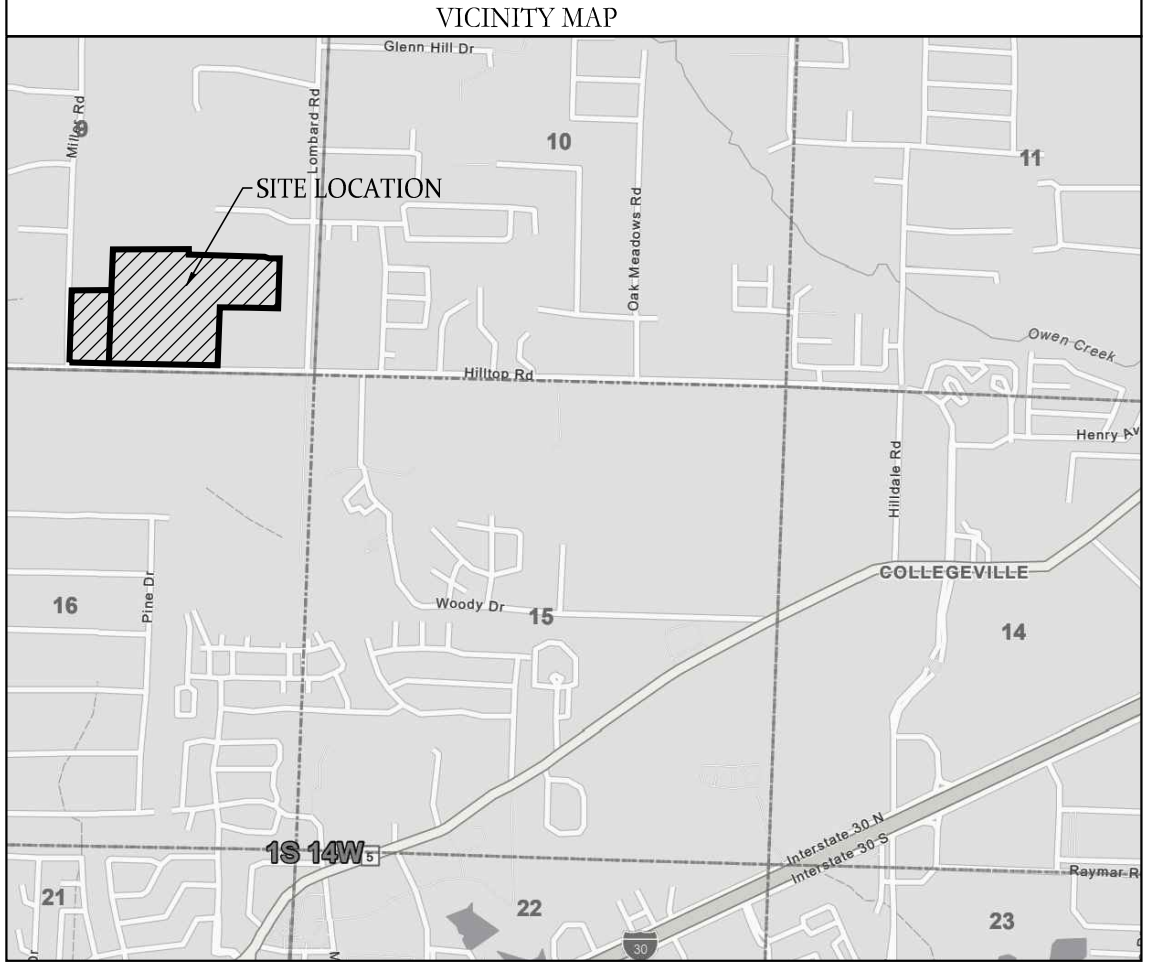 VICINITY MAP
Glenn Hill Dr
Miller Rd
9
Lombard Rd
10
11
SITE LOCATION
Oak Meadows Rd
Owen Creek
Hilltop Rd
Henry Av
Hilldale Rd
COLLEGEVILLE
Pine Dr
16
Woody Dr
15
14
Interstate 30 N
Interstate 30 S
1S 14W
5
Raymar R
21
22
23
30
Dr